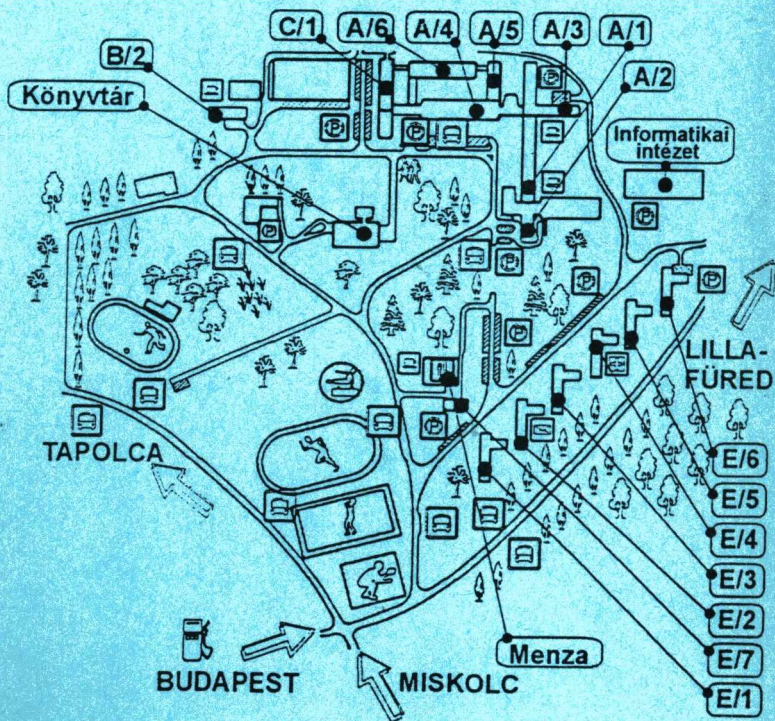 C/1
A/6
A/4
A/5
A/3
A/1
B/2
A/2
Könyvtár
Informatikai
intézet
LILLA-
FÜRED
TAPOLCA
E/6
E/5
E/4
E/3
E/2
Menza
E/7
BUDAPEST
MISKOLC
E/1
P
P
P
P
P
P
P
P
P
P
P